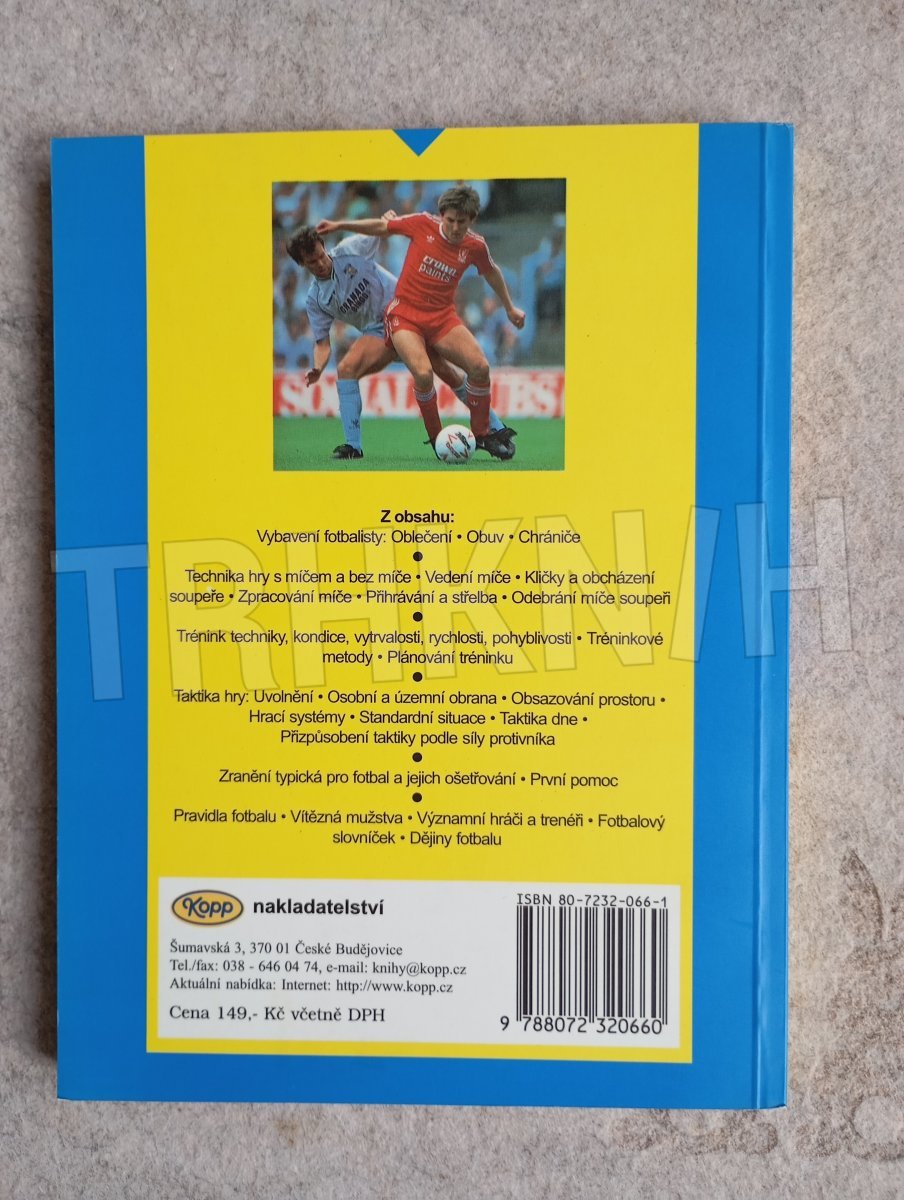 crown
paints
GRANADA
SOCIAL CLUBS
Z obsahu:
Vybavení fotbalisty: Oblečení • Obuv • Chrániče
Technika hry s míčem a bez míče • Vedení míče • Kličky a obcházení
soupeře • Zpracování míče • Přihrávání a střelba • Odebrání míče soupeři
Trénink techniky, kondice, vytrvalosti, rychlosti, pohyblivosti • Tréninkové
metody • Plánování tréninku
Taktika hry: Uvolnění • Osobní a územní obrana • Obsazování prostoru •
Hrací systémy • Standardní situace • Taktika dne •
Přizpůsobení taktiky podle síly protivníka
Zranění typická pro fotbal a jejich ošetřování • První pomoc
Pravidla fotbalu • Vítězná mužstva • Významní hráči a trenéři • Fotbalový
slovníček • Dějiny fotbalu
TRHKNIH
Kopp nakladatelství
Šumavská 3, 370 01 České Budějovice
Tel./fax: 038 - 646 04 74, e-mail: knihy@kopp.cz
Aktuální nabídka: Internet: http://www.kopp.cz
Cena 149,- Kč včetně DPH
ISBN 80-7232-066-1
9 788072 320660